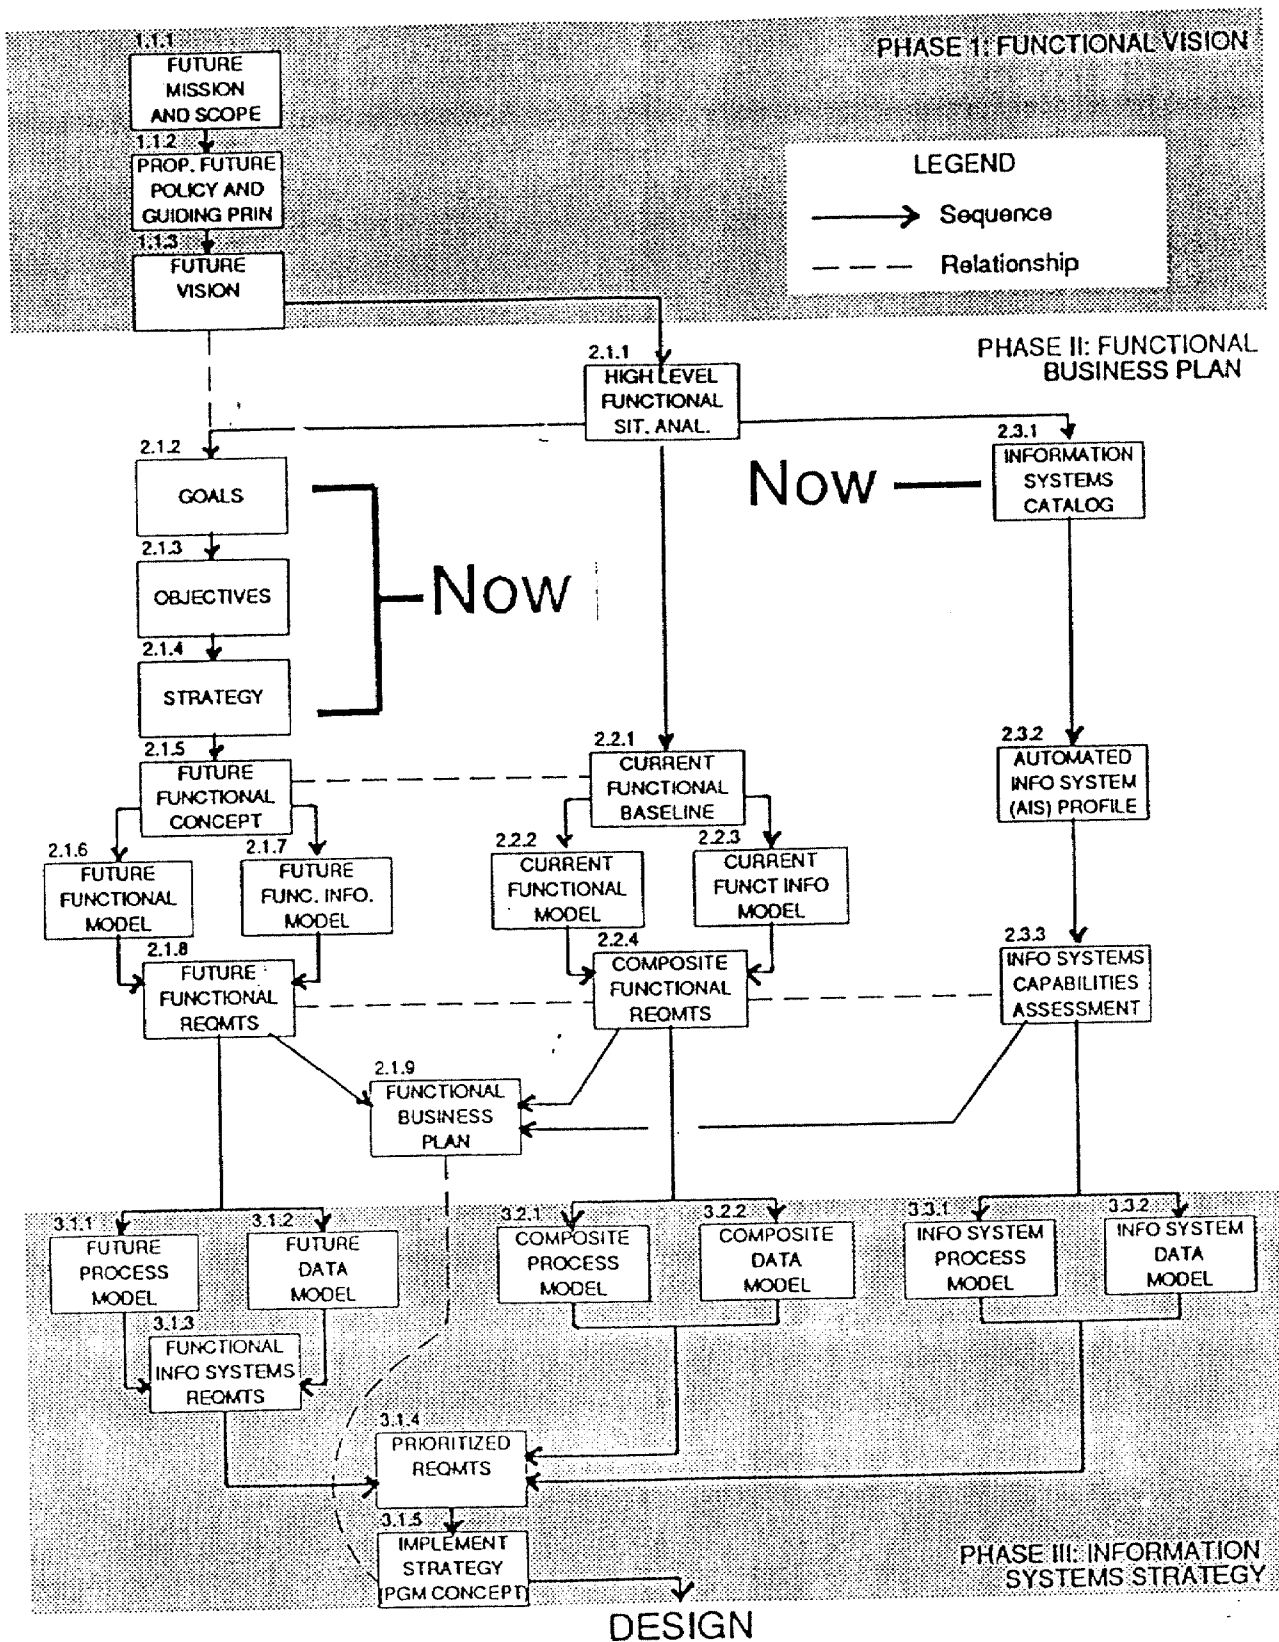 PHASE 1: FUNCTIONAL VISION
1.1.1
FUTURE
MISSION
AND SCOPE
1.1.2
PROP. FUTURE
POLICY AND
GUIDING PRIN
1.1.3
FUTURE
VISION
LEGEND
Sequence
Relationship
PHASE II: FUNCTIONAL
BUSINESS PLAN
2.1.1
HIGH LEVEL
FUNCTIONAL
SIT. ANAL.
2.1.2
GOALS
2.1.3
OBJECTIVES
2.1.4
STRATEGY
Now
Now
2.3.1
INFORMATION
SYSTEMS
CATALOG
2.1.5
FUTURE
FUNCTIONAL
CONCEPT
2.2.1
CURRENT
FUNCTIONAL
BASELINE
2.3.2
AUTOMATED
INFO SYSTEM
(AIS) PROFILE
2.1.6
FUTURE
FUNCTIONAL
MODEL
2.1.7
FUTURE
FUNC. INFO.
MODEL
2.2.2
CURRENT
FUNCTIONAL
MODEL
2.2.3
CURRENT
FUNCT INFO
MODEL
2.1.8
FUTURE
FUNCTIONAL
REQMTS
2.2.4
COMPOSITE
FUNCTIONAL
REQMTS
2.3.3
INFO SYSTEMS
CAPABILITIES
ASSESSMENT
2.1.9
FUNCTIONAL
BUSINESS
PLAN
3.1.1
FUTURE
PROCESS
MODEL
3.1.2
FUTURE
DATA
MODEL
3.2.1
COMPOSITE
PROCESS
MODEL
3.2.2
COMPOSITE
DATA
MODEL
3.3.1
INFO SYSTEM
PROCESS
MODEL
3.3.2
INFO SYSTEM
DATA
MODEL
3.1.3
FUNCTIONAL
INFO SYSTEMS
REQMTS
3.1.4
PRIORITIZED
REQMTS
3.1.5
IMPLEMENT
STRATEGY
(PGM CONCEPT)
PHASE III: INFORMATION
SYSTEMS STRATEGY
DESIGN